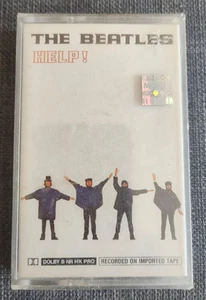 THE BEATLES
HELP!
DOLBY B NR HX PRO
RECORDED ON IMPORTED TAPE